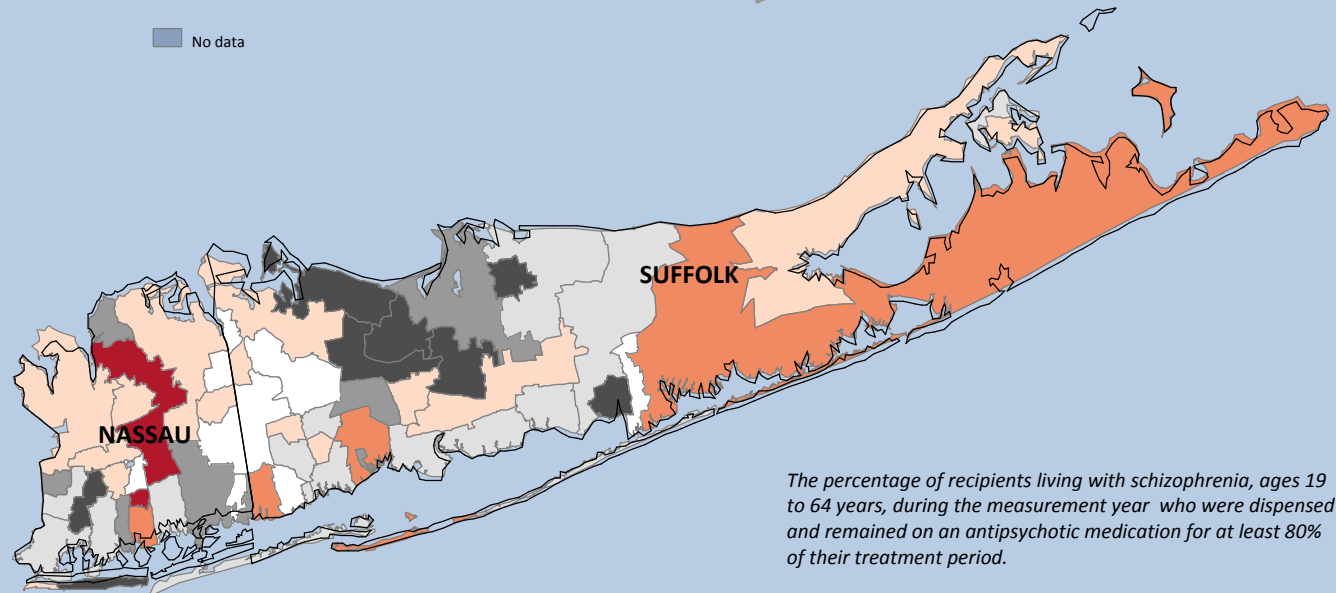 No data
SUFFOLK
NASSAU
The percentage of recipients living with schizophrenia, ages 19
to 64 years, during the measurement year who were dispensed
and remained on an antipsychotic medication for at least 80%
of their treatment period.